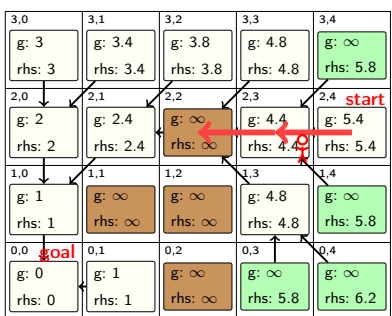 3,0 3,1 3,2 3,3 3,4
g: 3 g: 3.4 g: 3.8 g: 4.8 g: ∞
rhs: 3 rhs: 3.4 rhs: 3.8 rhs: 4.8 rhs: 5.8
2,0 2,1 2,2 2,3 2,4 start
g: 2 g: 2.4 g: ∞ g: 4.4 g: 5.4
rhs: 2 rhs: 2.4 rhs: ∞ rhs: 4.4 rhs: 5.4
1,0 1,1 1,2 1,3 1,4
g: 1 g: ∞ g: ∞ g: 4.8 g: ∞
rhs: 1 rhs: ∞ rhs: ∞ rhs: 4.8 rhs: 5.8
0,0 goal 0,1 0,2 0,3 0,4
g: 0 g: 1 g: ∞ g: ∞ g: ∞
rhs: 0 rhs: 1 rhs: ∞ rhs: 5.8 rhs: 6.2